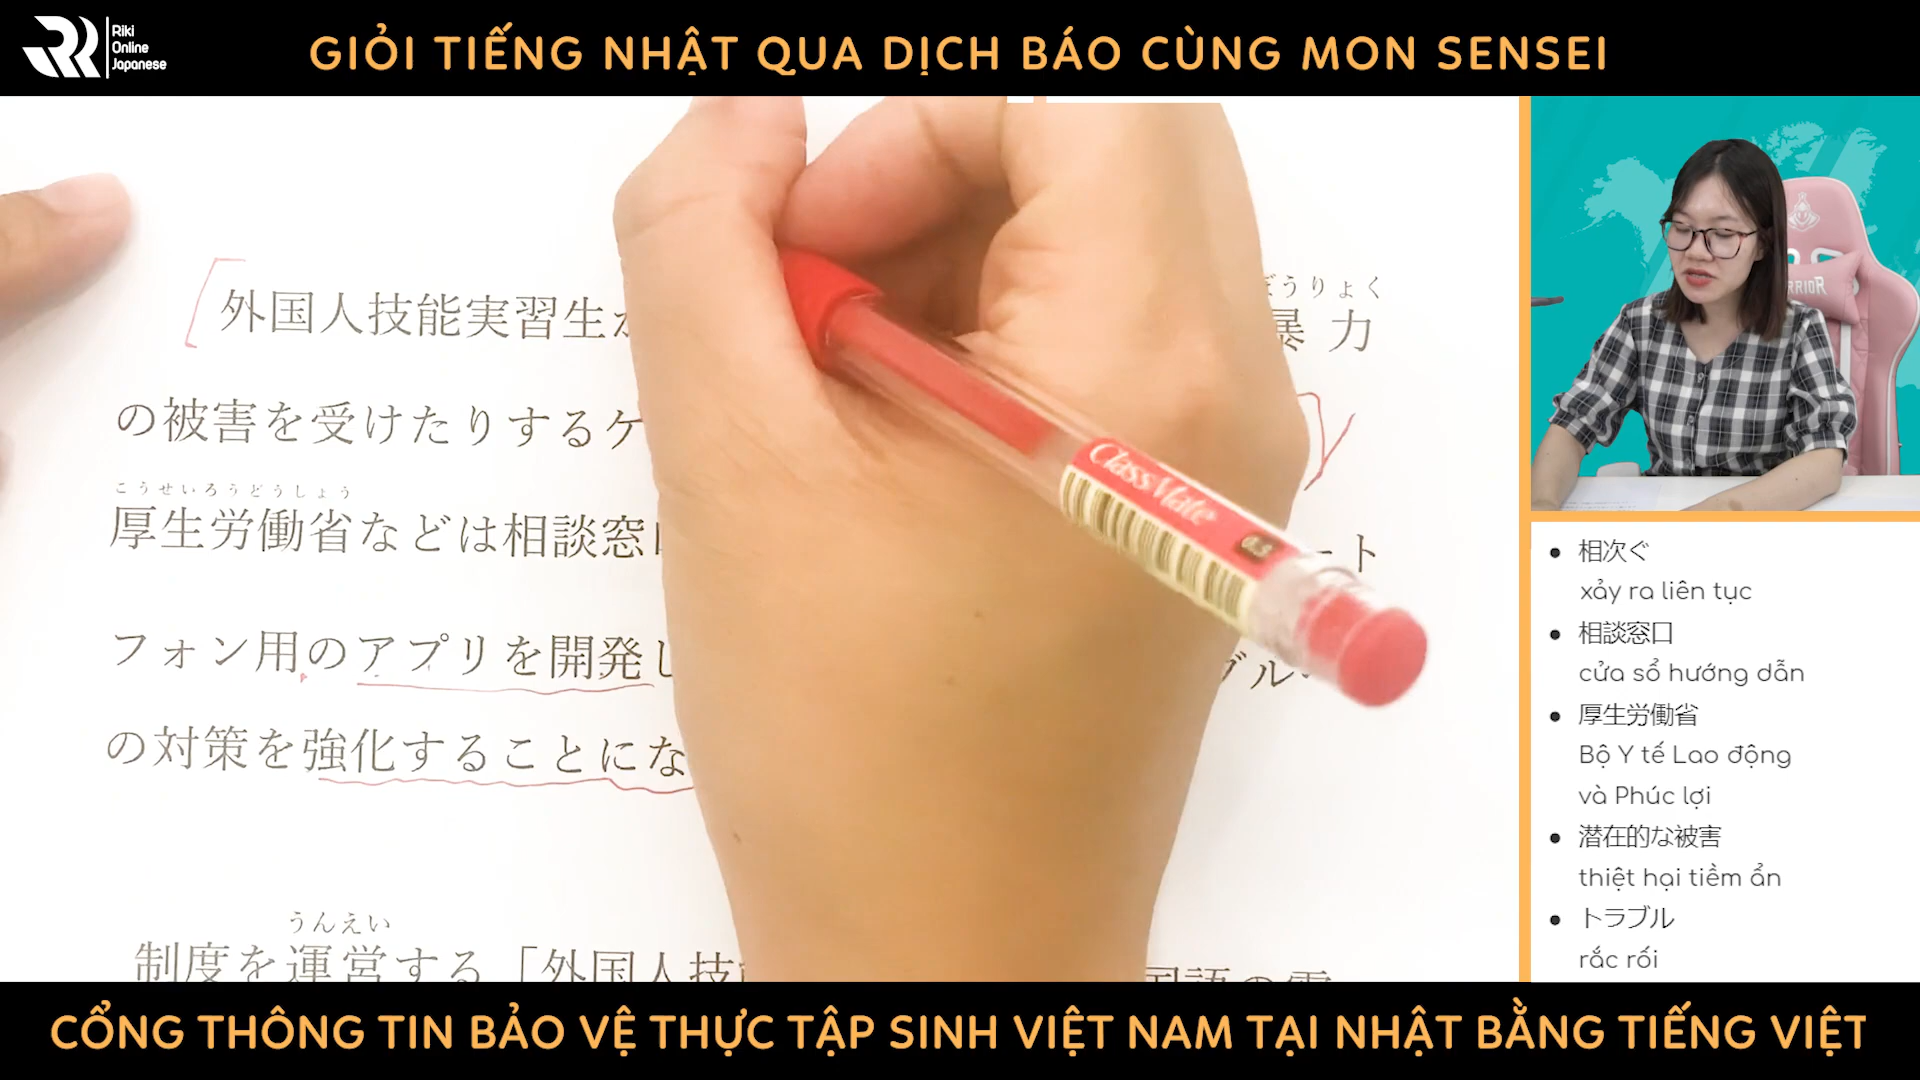 Riki
Online
Japanese
GIỎI TIẾNG NHẬT QUA DỊCH BÁO CÙNG MON SENSEI
ぼうりょく
外国人技能実習生 暴力
の被害を受けたりするケ
こうせいろうどうしょう
厚生労働省などは相談窓 ート
フォン用のアプリを開発し ブル
の対策を強化することにな
うんえい
制度を運営する「外国人技
ClassMate
0.5
WARRIOR
• 相次ぐ
xảy ra liên tục
• 相談窓口
cửa sổ hướng dẫn
• 厚生労働省
Bộ Y tế Lao động
và Phúc lợi
• 潜在的な被害
thiệt hại tiềm ẩn
• トラブル
rắc rối
CỔNG THÔNG TIN BẢO VỆ THỰC TẬP SINH VIỆT NAM TẠI NHẬT BẰNG TIẾNG VIỆT